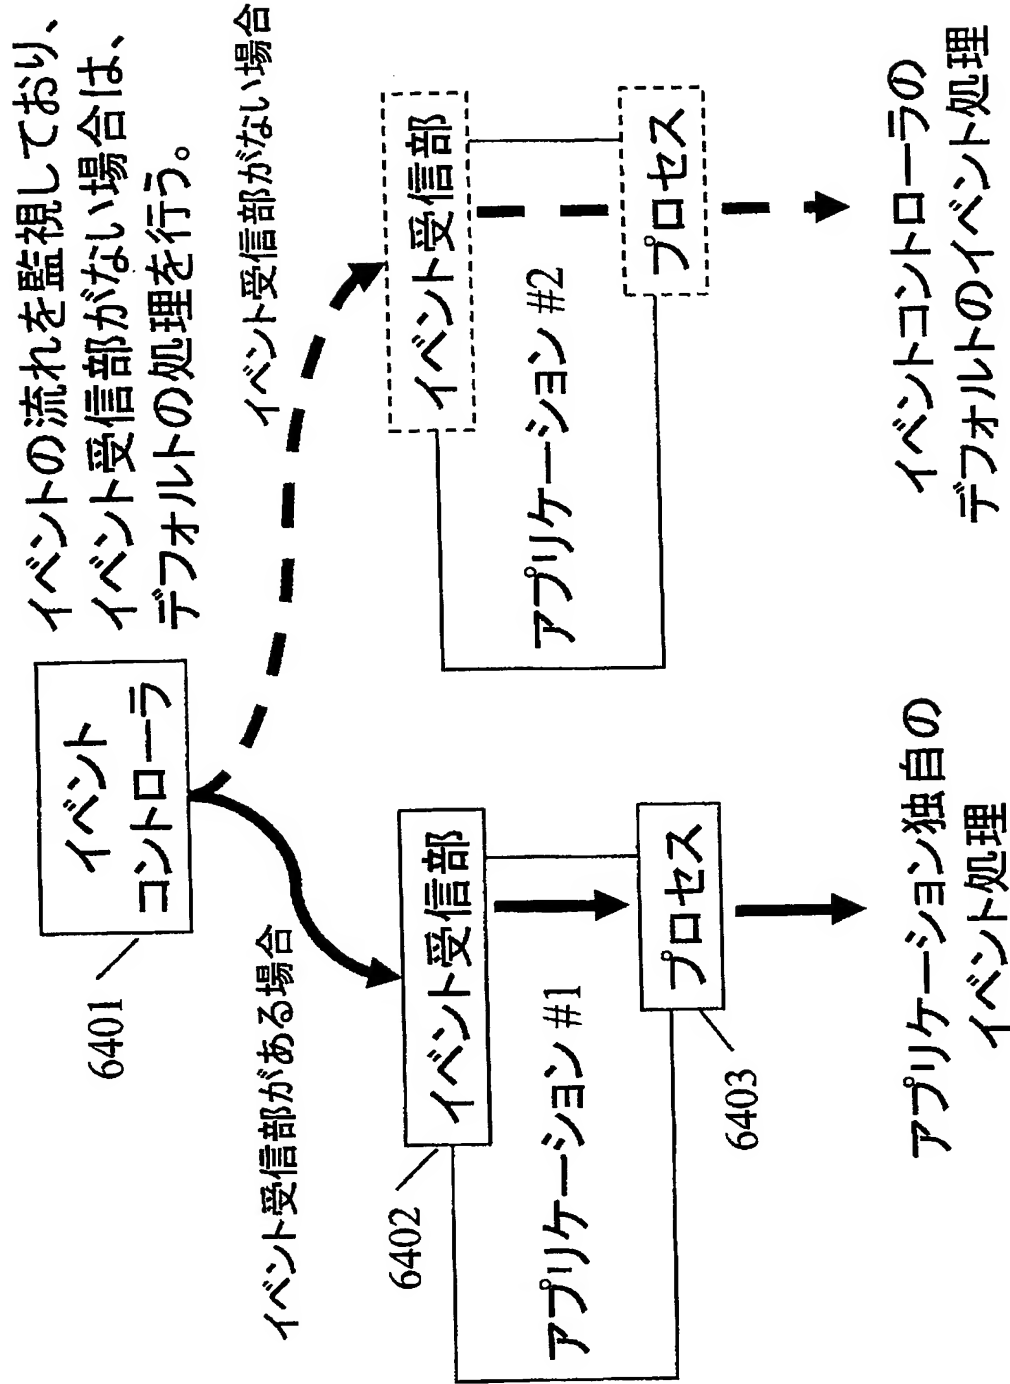 イベントの流れを監視しており、
イベント受信部がない場合は、
デフォルトの処理を行う。
イベント
コントローラ
6401
イベント受信部がある場合
イベント受信部がない場合
6402
イベント受信部
アプリケーション #1
プロセス
6403
アプリケーション独自の
イベント処理
イベント受信部
アプリケーション #2
プロセス
イベントコントローラの
デフォルトのイベント処理